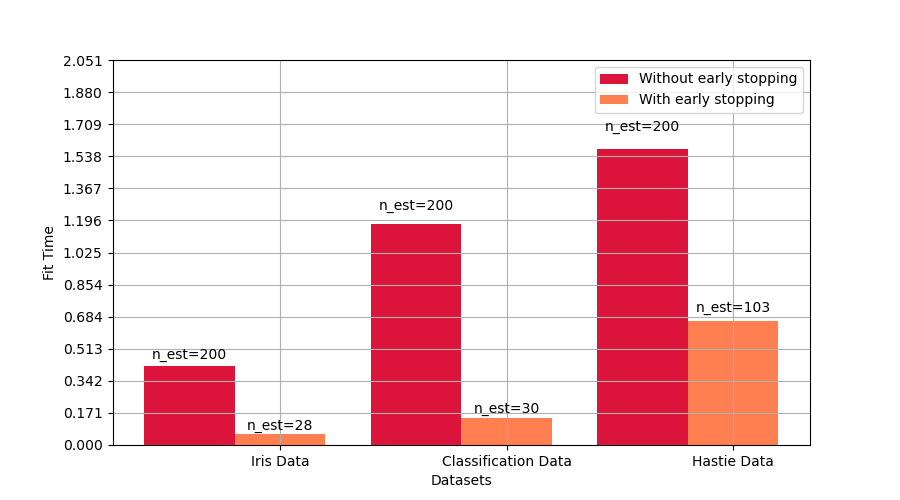 2.051
1.880
1.709
1.538
1.367
1.196
1.025
0.854
0.684
0.513
0.342
0.171
0.000
Fit Time
Without early stopping
With early stopping
n_est=200
n_est=200
n_est=103
n_est=200
n_est=30
n_est=28
Iris Data
Classification Data
Hastie Data
Datasets